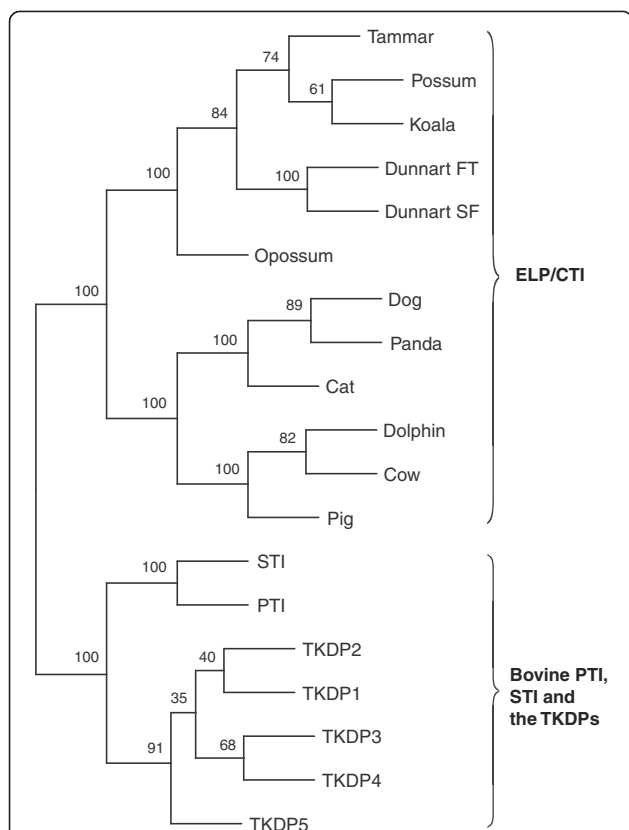 Tammar
74
Possum
61
Koala
84
Dunnart FT
100
Dunnart SF
100
Opossum
ELP/CTI
100
Dog
89
Panda
100
Cat
100
Dolphin
82
Cow
100
Pig
STI
100
PTI
100
TKDP2
40
TKDP1
35
TKDP3
68
TKDP4
91
TKDP5
Bovine PTI,
STI and
the TKDPs